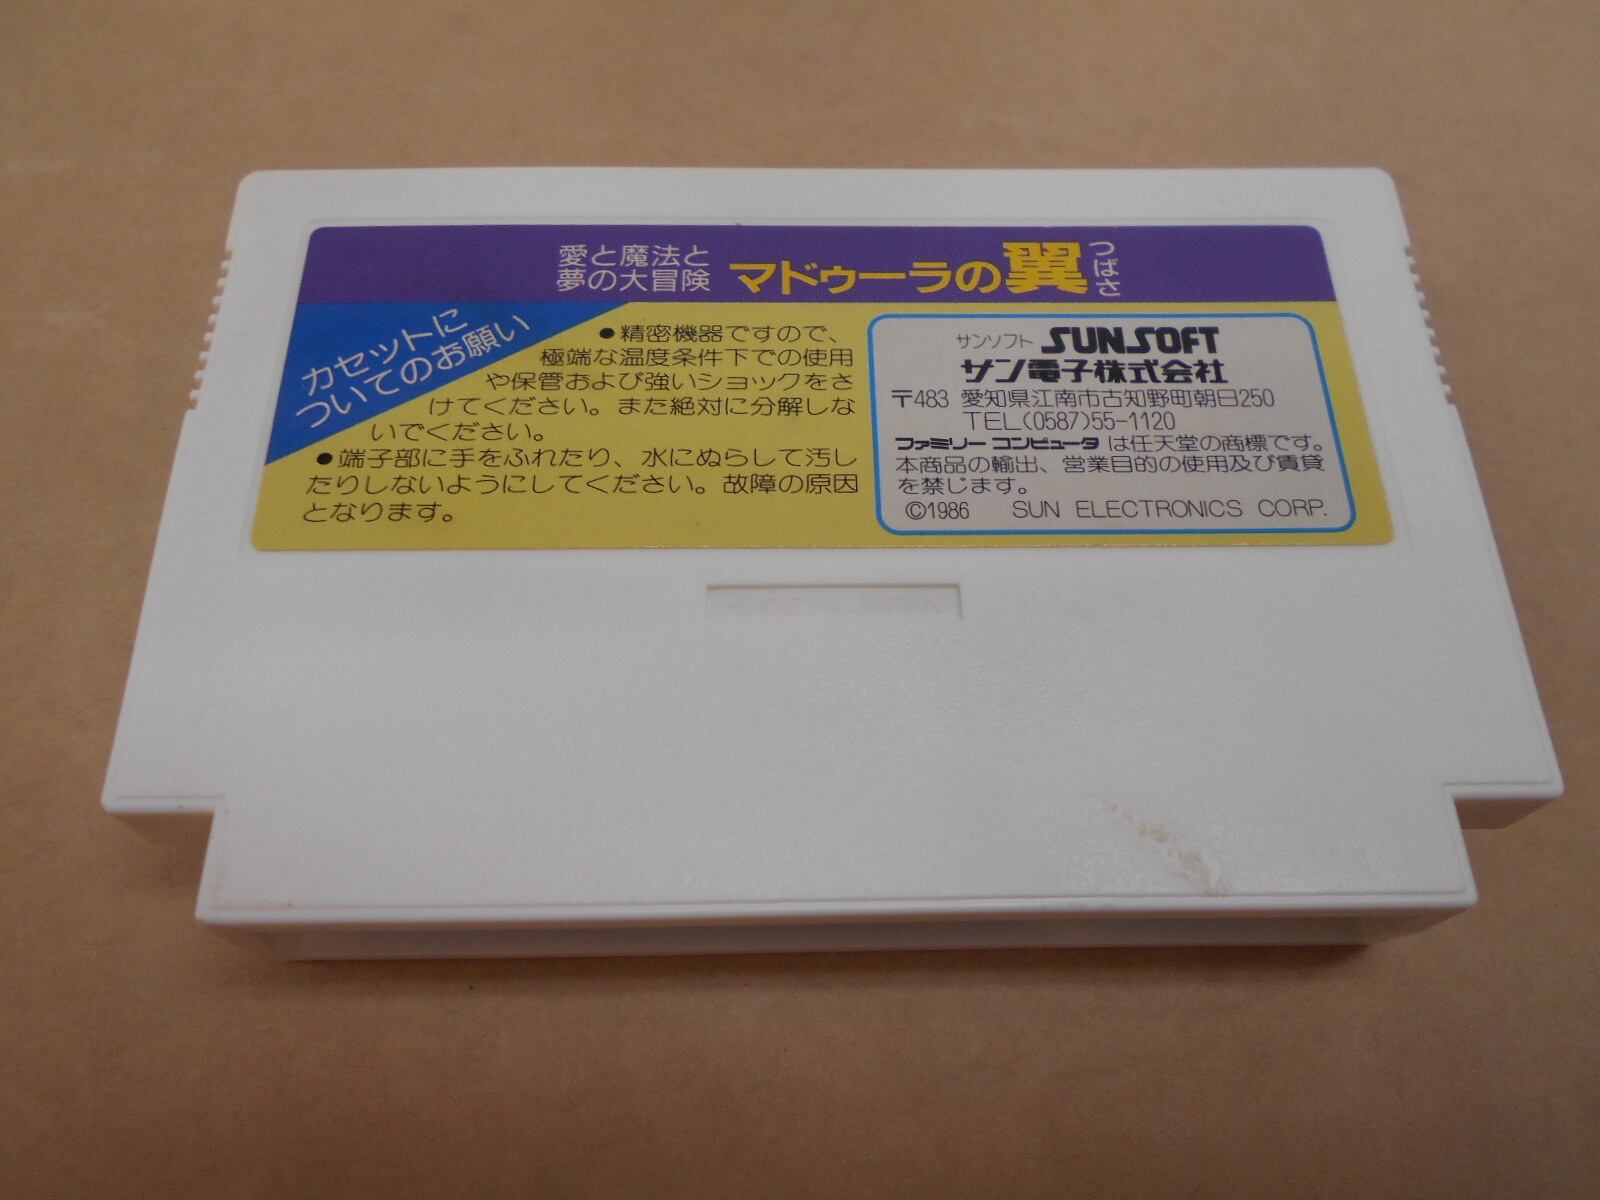 愛と魔法と
夢の大冒険 マドゥーラの翼 つばさ
カセットに
ついてのお願い
●精密機器ですので、
極端な温度条件下での使用
や保管および強いショックをさ
けてください。また絶対に分解しな
いでください。
●端子部に手をふれたり、水にぬらして汚し
たりしないようにしてください。故障の原因
となります。
サンソフト SUNSOFT
サン電子株式会社
〒483 愛知県江南市古知野町朝日250
TEL(0587)55-1120
ファミリー コンピュータ は任天堂の商標です。
本商品の輸出、営業目的の使用及び賃貸
を禁じます。
©1986 SUN ELECTRONICS CORP.
MADE IN JAPAN